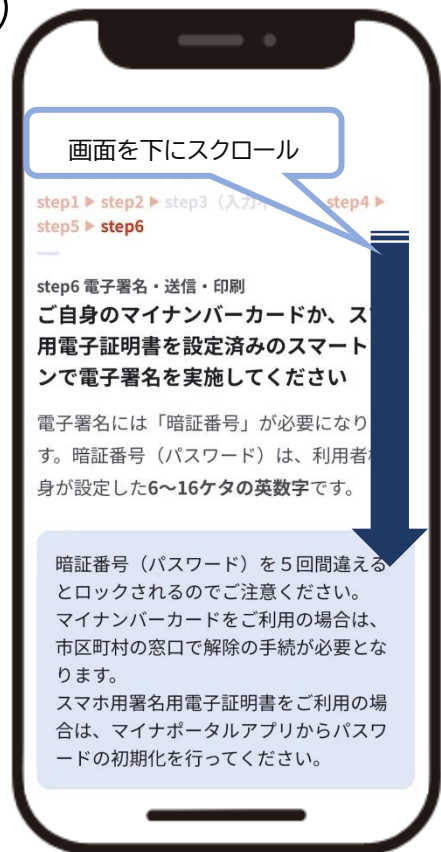 画面を下にスクロール
step1 ▶ step2 ▶ step3（入力 step4 ▶
step5 ▶ step6
step6 電子署名・送信・印刷
ご自身のマイナンバーカードか、ス
用電子証明書を設定済みのスマート
ンで電子署名を実施してください
電子署名には「暗証番号」が必要になり
す。暗証番号（パスワード）は、利用者
身が設定した6〜16ケタの英数字です。
暗証番号（パスワード）を５回間違える
とロックされるのでご注意ください。
マイナンバーカードをご利用の場合は、
市区町村の窓口で解除の手続が必要とな
ります。
スマホ用署名用電子証明書をご利用の場
合は、マイナポータルアプリからパスワ
ードの初期化を行ってください。